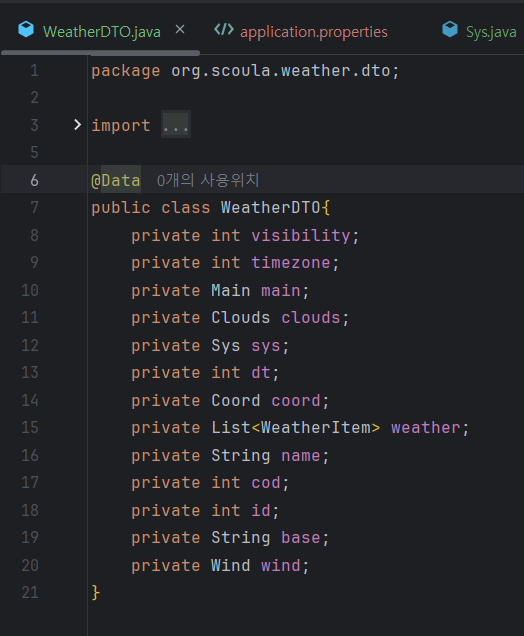 WeatherDTO.java × application.properties Sys.java
1 package org.scoula.weather.dto;
2
3 > import ...
5
6 @Data 0개의 사용위치
7 public class WeatherDTO{
8 private int visibility;
9 private int timezone;
10 private Main main;
11 private Clouds clouds;
12 private Sys sys;
13 private int dt;
14 private Coord coord;
15 private List<WeatherItem> weather;
16 private String name;
17 private int cod;
18 private int id;
19 private String base;
20 private Wind wind;
21 }